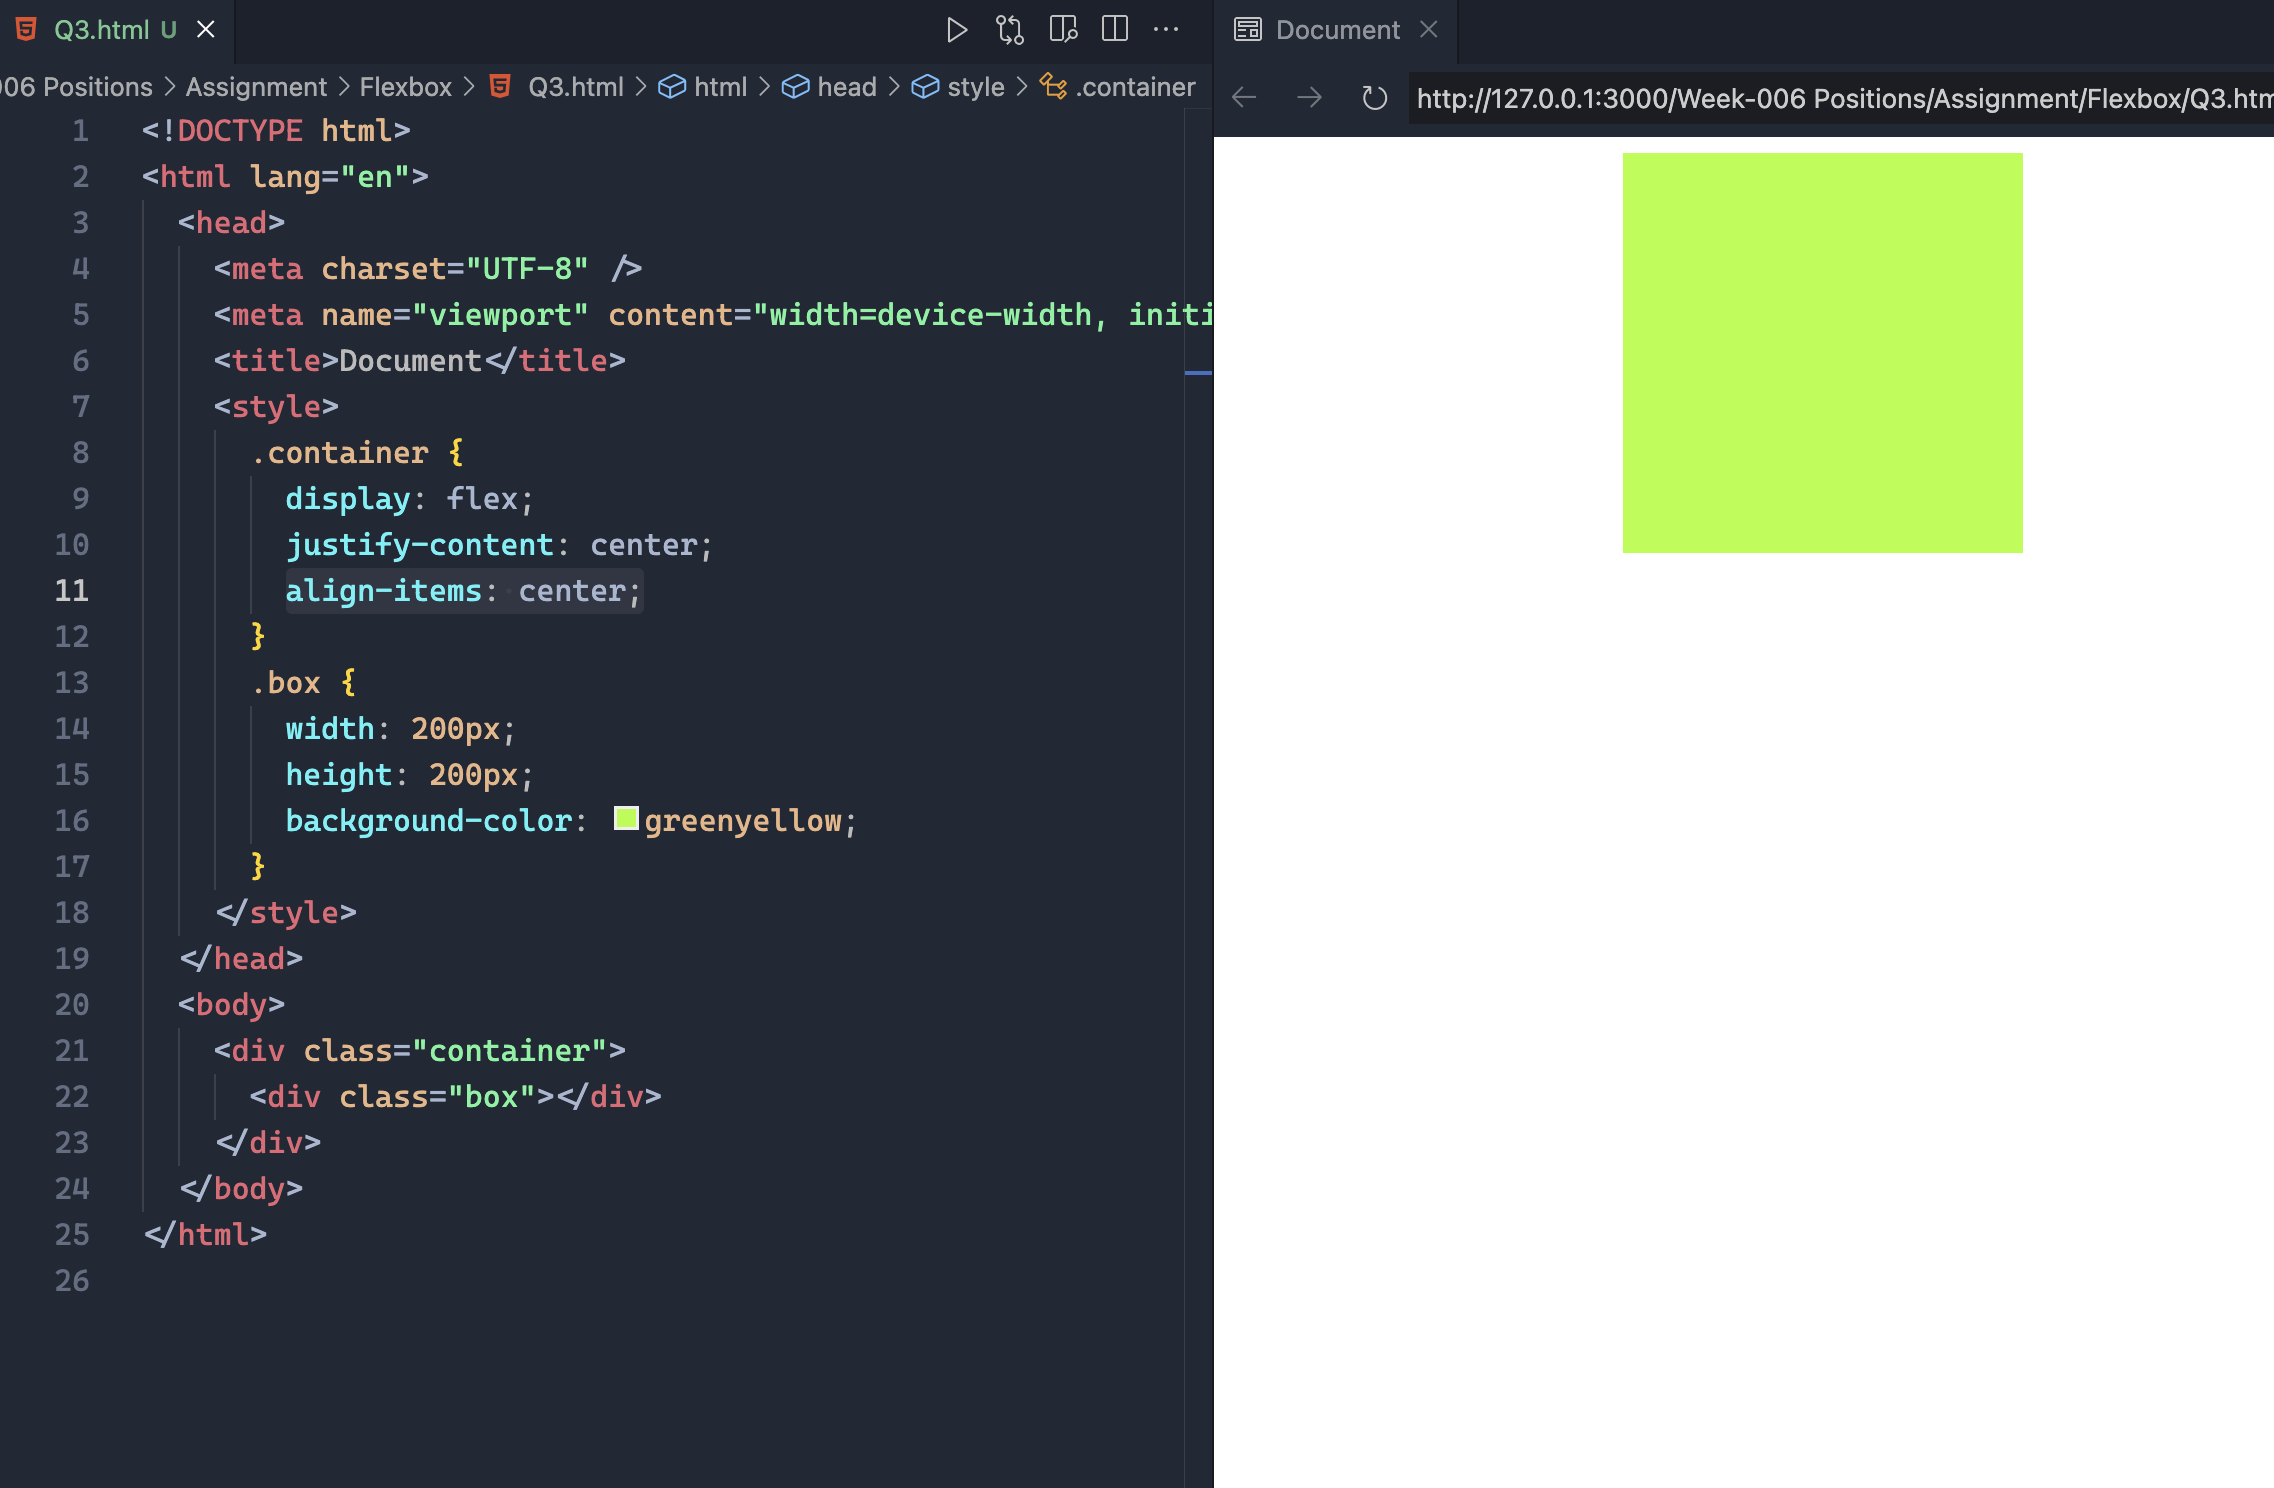 Q3.html U
Document
006 Positions > Assignment > Flexbox > Q3.html > html > head > style > .container
http://127.0.0.1:3000/Week-006 Positions/Assignment/Flexbox/Q3.htm
1 <!DOCTYPE html>
2 <html lang="en">
3 <head>
4 <meta charset="UTF-8" />
5 <meta name="viewport" content="width=device-width, initi
6 <title>Document</title>
7 <style>
8 .container {
9 display: flex;
10 justify-content: center;
11 align-items: center;
12 }
13 .box {
14 width: 200px;
15 height: 200px;
16 background-color: greenyellow;
17 }
18 </style>
19 </head>
20 <body>
21 <div class="container">
22 <div class="box"></div>
23 </div>
24 </body>
25 </html>
26